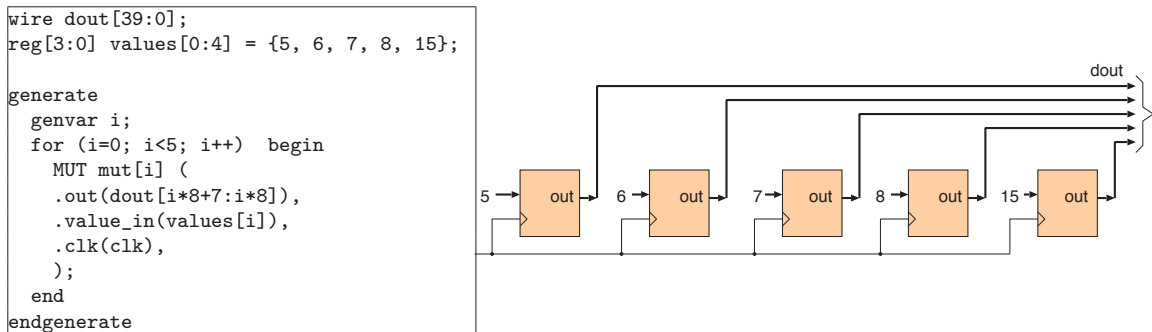 wire dout[39:0];
reg[3:0] values[0:4] = {5, 6, 7, 8, 15};
generate
genvar i;
for (i=0; i<5; i++) begin
MUT mut[i] (
.out(dout[i*8+7:i*8]),
.value_in(values[i]),
.clk(clk),
);
end
endgenerate
dout
5 out 6 out 7 out 8 out 15 out